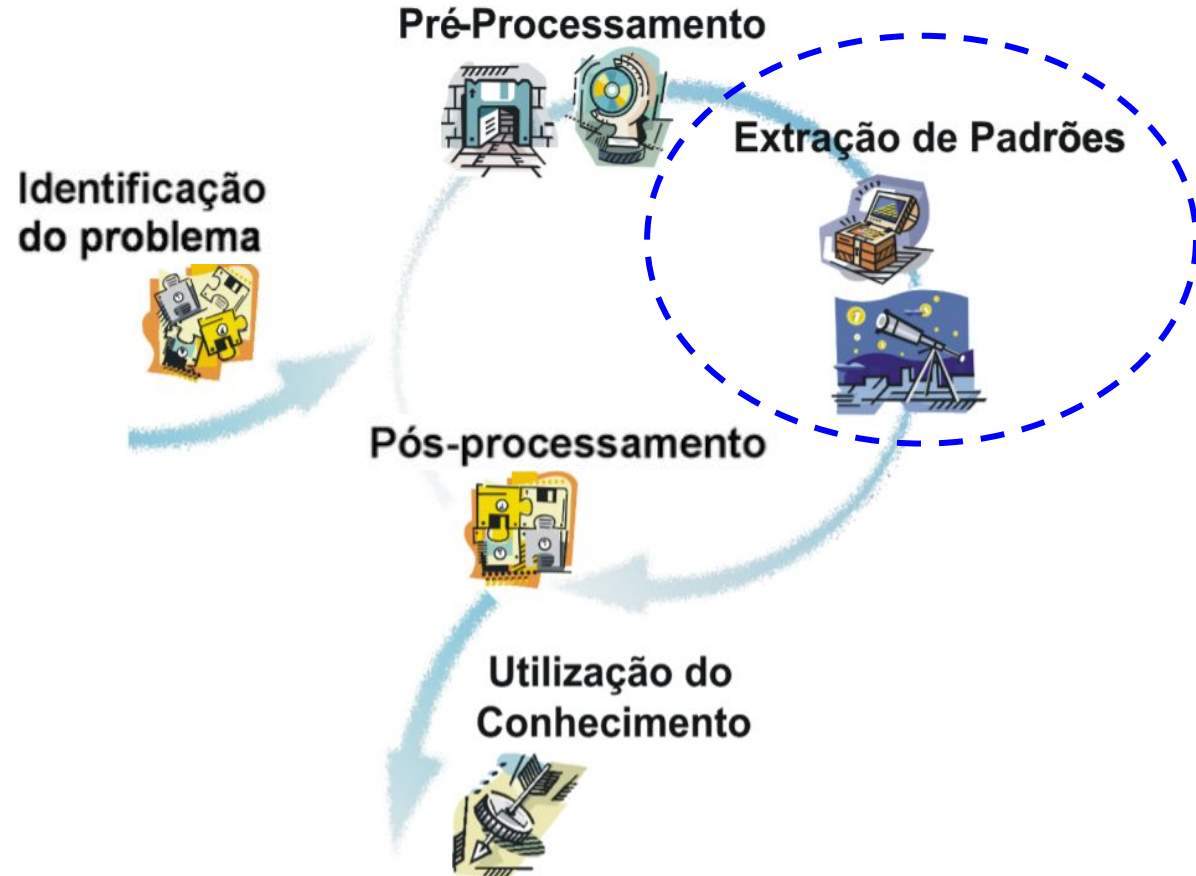 Pré-Processamento
Extração de Padrões
Identificação
do problema
Pós-processamento
Utilização do
Conhecimento